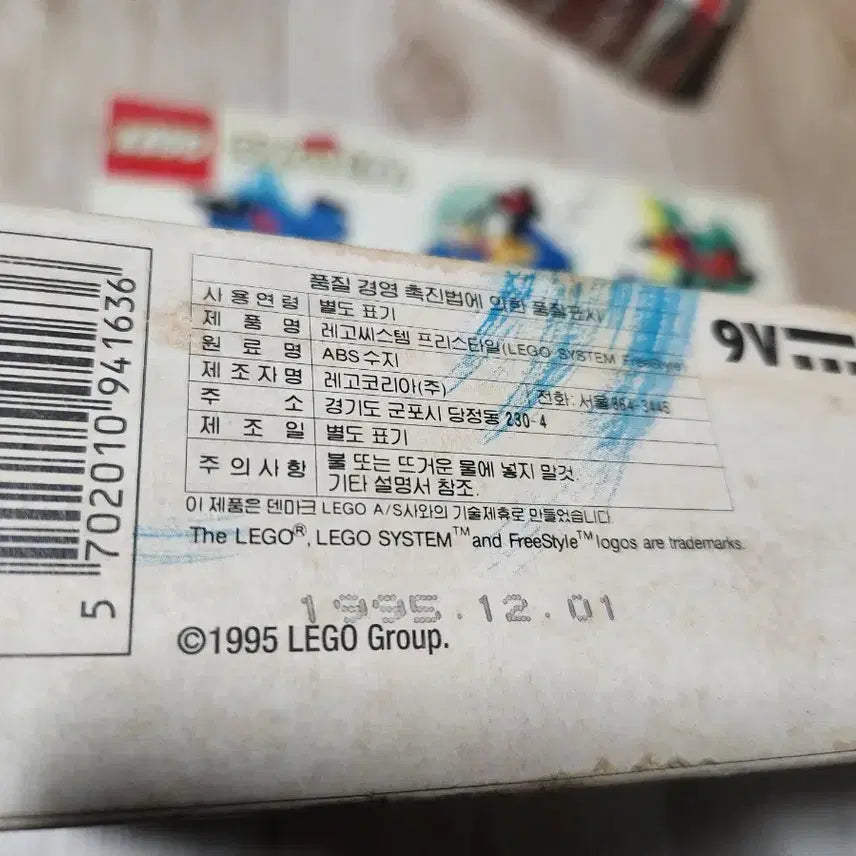 LEGO
5 702010 941636
품질 경영 촉진법에 의한 품질표시
사용연령 별도 표기
제 품 명 레고씨스템 프리스타일(LEGO SYSTEM FreeStyle)
원 료 명 ABS 수지
제조자명 레고코리아(주) 전화: 서울 864-3445
주 소 경기도 군포시 당정동 230-4
제 조 일 별도 표기
주의사항 불 또는 뜨거운 물에 넣지 말것.
기타 설명서 참조.
이 제품은 덴마크 LEGO A/S사와의 기술제휴로 만들었습니다.
The LEGO®, LEGO SYSTEM™ and FreeStyle™ logos are trademarks.
1995.12.01
©1995 LEGO Group.
9V